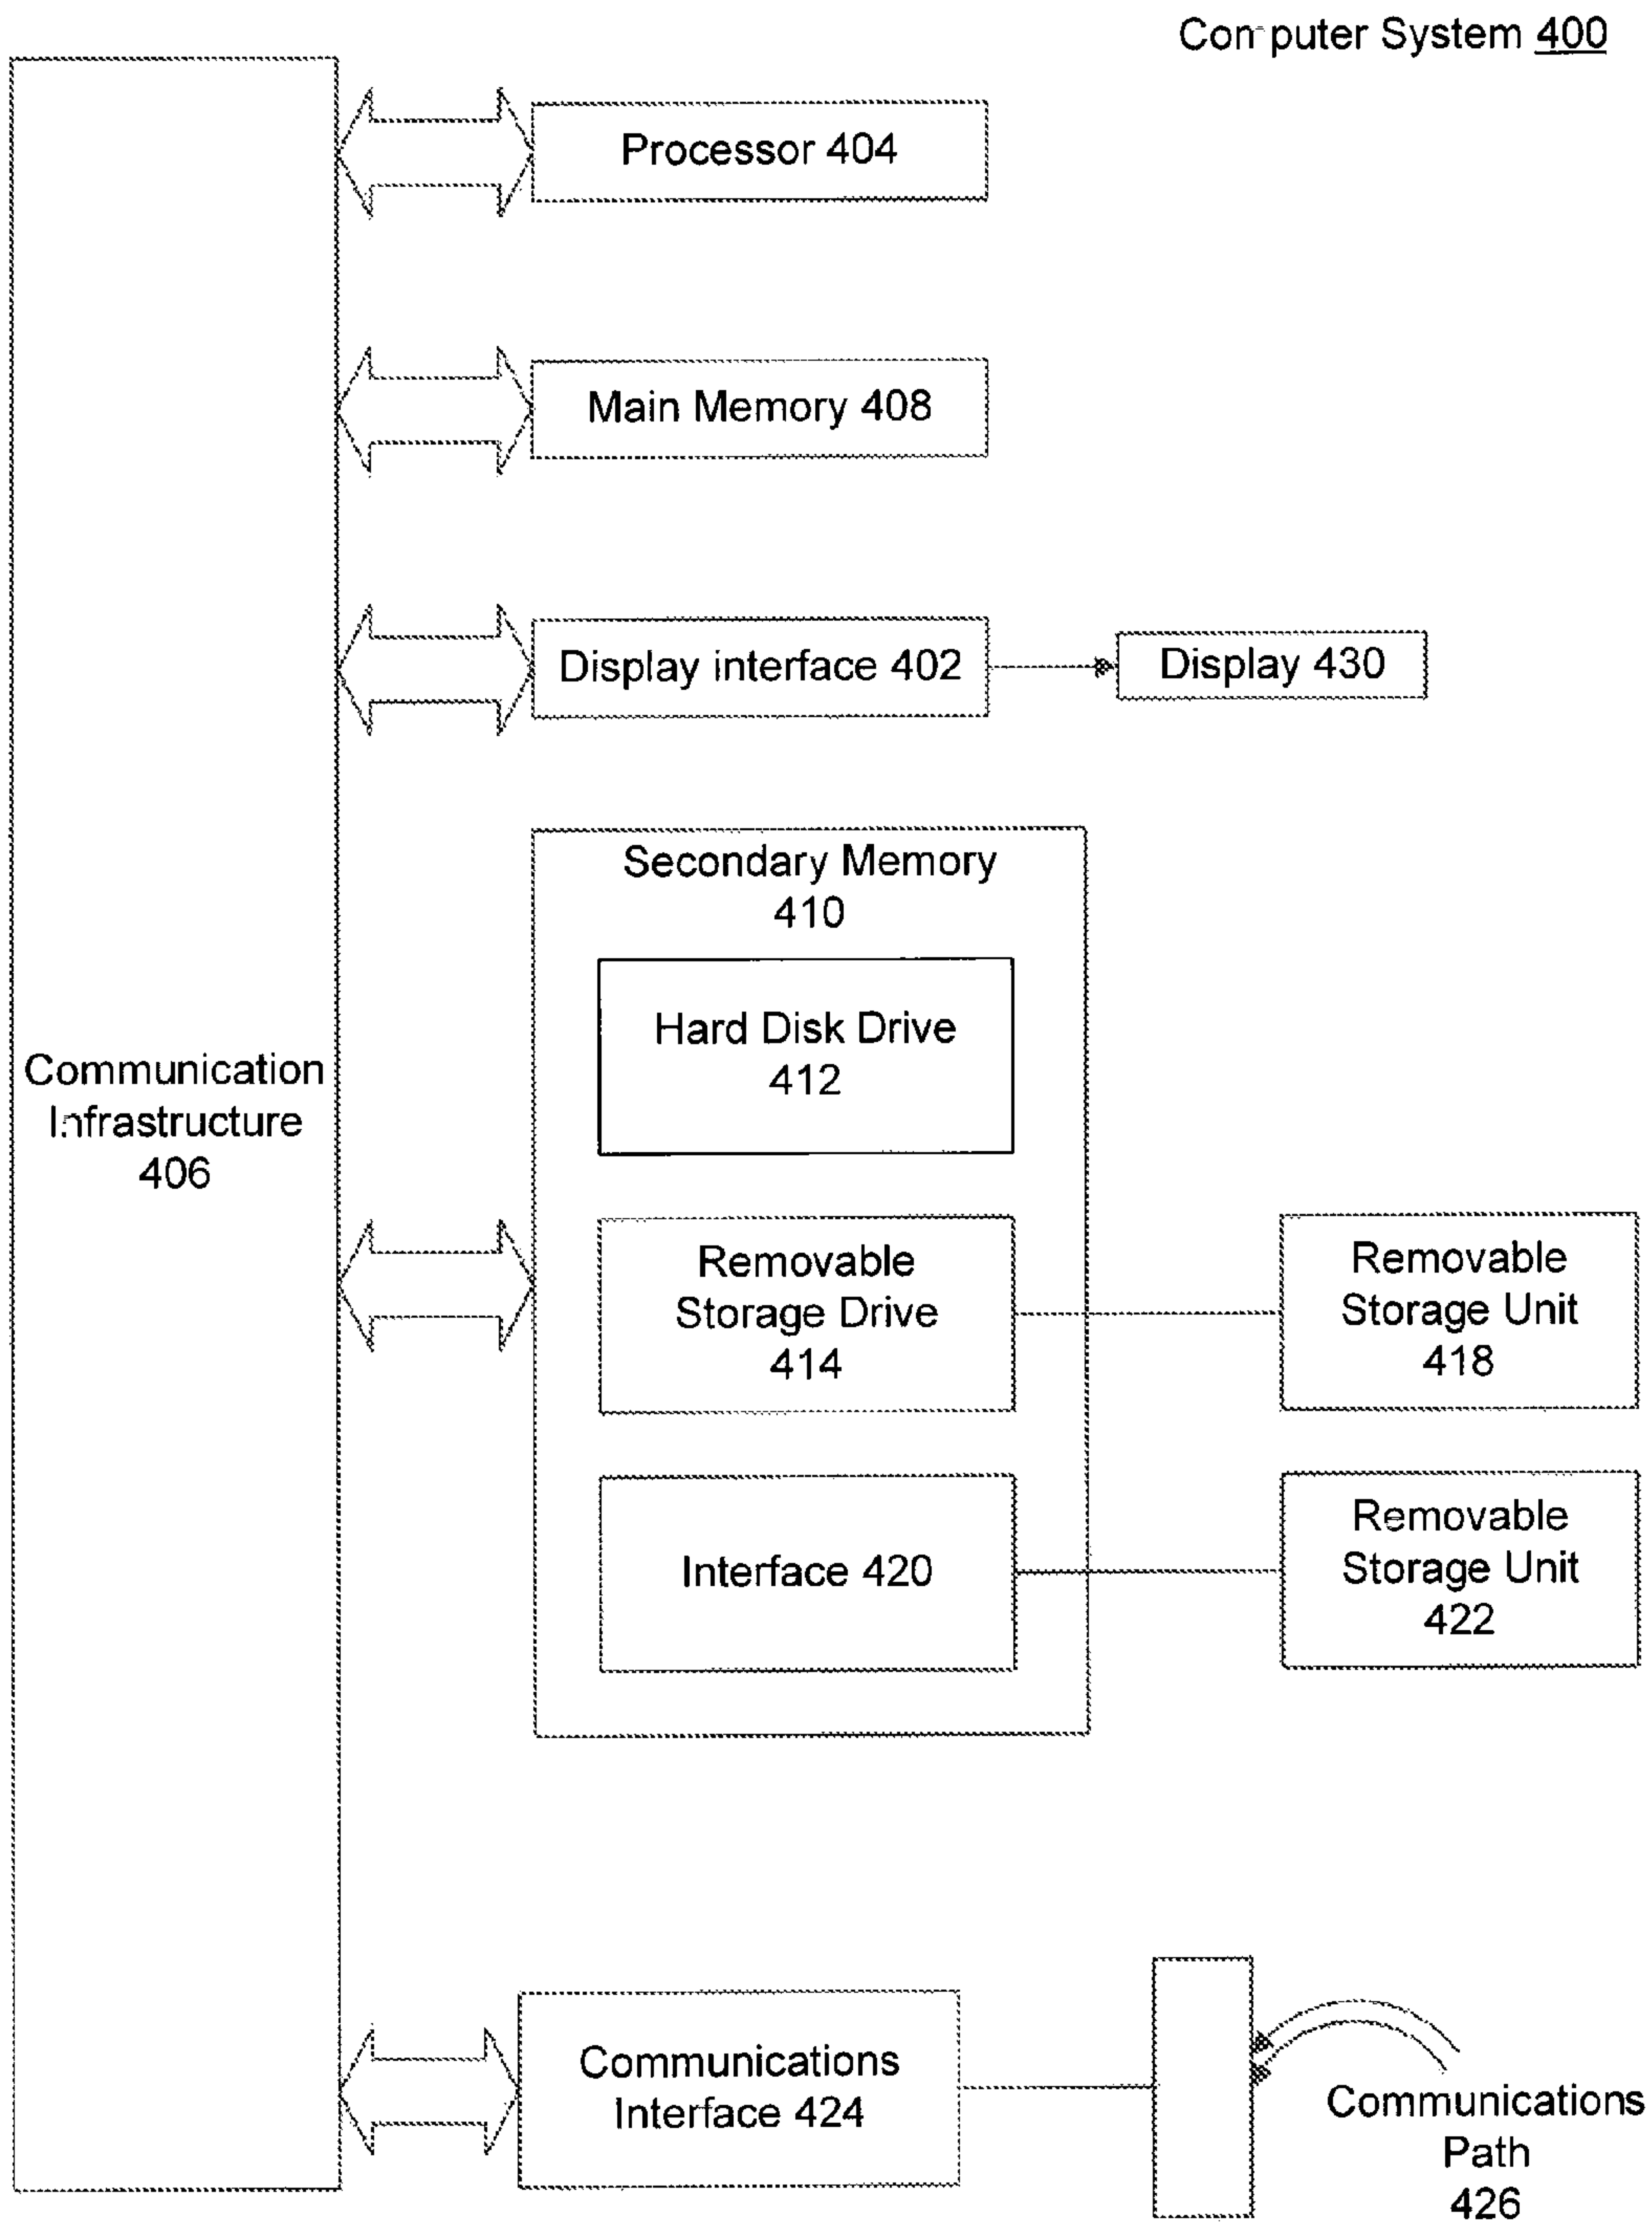 Computer System 400
Processor 404
Main Memory 408
Display interface 402
Display 430
Secondary Memory
410
Hard Disk Drive
412
Communication
Infrastructure
406
Removable
Storage Drive
414
Removable
Storage Unit
418
Interface 420
Removable
Storage Unit
422
Communications
Interface 424
Communications
Path
426